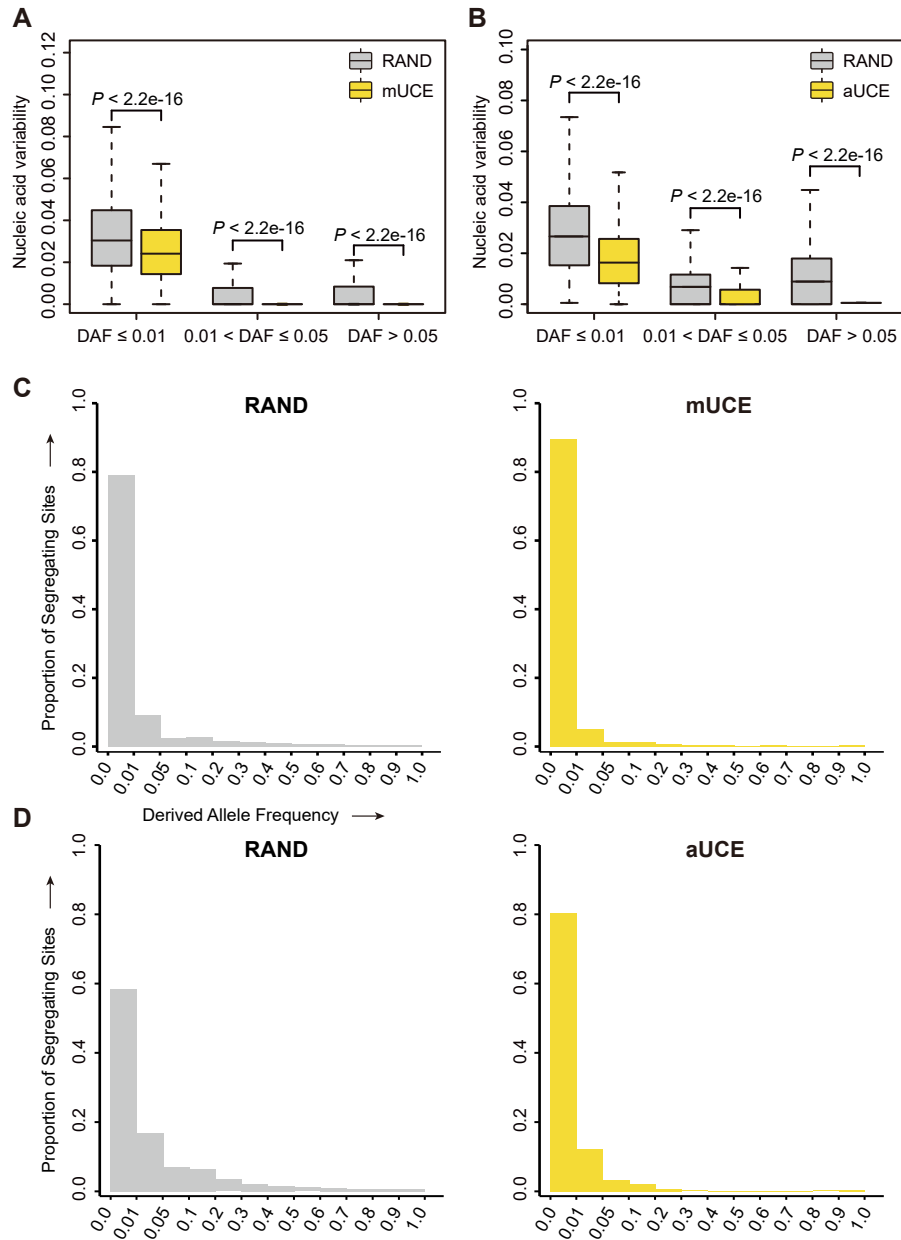 A
Nucleic acid variability
0.00 0.02 0.04 0.06 0.08 0.10 0.12
RAND
mUCE
P < 2.2e-16
P < 2.2e-16
P < 2.2e-16
DAF ≤ 0.01
0.01 < DAF ≤ 0.05
DAF > 0.05
B
0.00 0.02 0.04 0.06 0.08 0.10
RAND
aUCE
P < 2.2e-16
P < 2.2e-16
P < 2.2e-16
DAF ≤ 0.01
0.01 < DAF ≤ 0.05
DAF > 0.05
C
RAND
Proportion of Segregating Sites
0.0 0.2 0.4 0.6 0.8 1.0
0.0 0.01 0.05 0.1 0.2 0.3 0.4 0.5 0.6 0.7 0.8 0.9 1.0
Derived Allele Frequency
mUCE
0.0 0.2 0.4 0.6 0.8 1.0
0.0 0.01 0.05 0.1 0.2 0.3 0.4 0.5 0.6 0.7 0.8 0.9 1.0
D
RAND
Proportion of Segregating Sites
0.0 0.2 0.4 0.6 0.8 1.0
0.0 0.01 0.05 0.1 0.2 0.3 0.4 0.5 0.6 0.7 0.8 0.9 1.0
aUCE
0.0 0.2 0.4 0.6 0.8 1.0
0.0 0.01 0.05 0.1 0.2 0.3 0.4 0.5 0.6 0.7 0.8 0.9 1.0